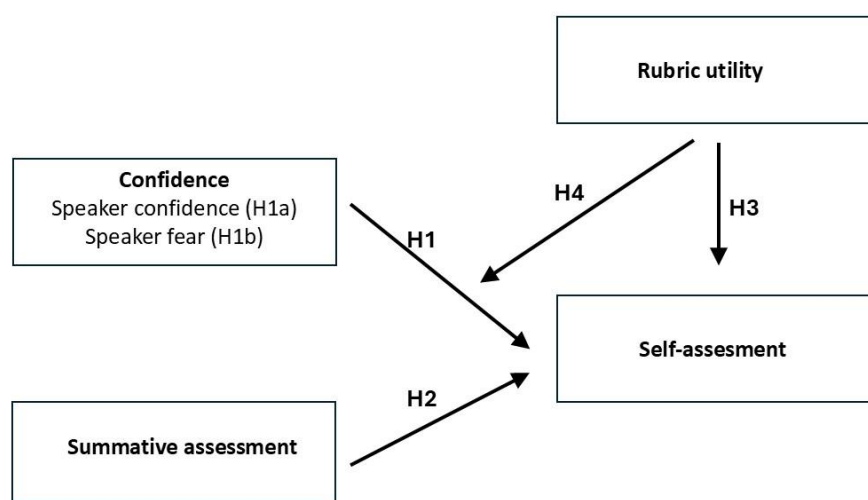 Rubric utility
Confidence
Speaker confidence (H1a)
Speaker fear (H1b)
H4
H3
H1
Self-assesment
H2
Summative assessment